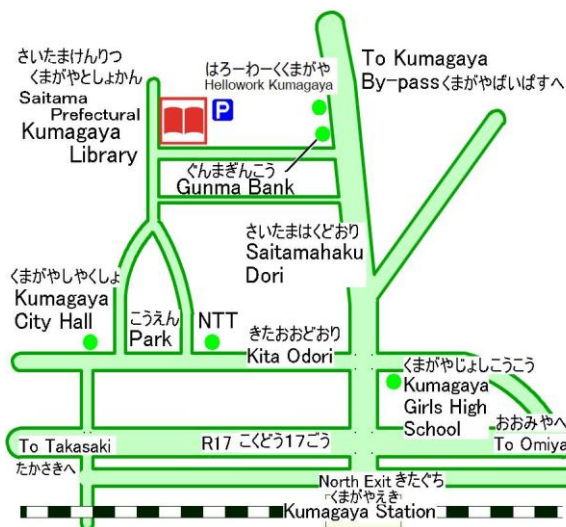 さいたまけんりつ
くまがやとしょかん
Saitama
Prefectural
Kumagaya
Library
P
はろーわーくくまがや
Hellowork Kumagaya
To Kumagaya
By-passくまがやばいぱすへ
ぐんまぎんこう
Gunma Bank
さいたまはくどおり
Saitamahaku
Dori
くまがやしやくしょ
Kumagaya
City Hall
こうえん
Park
NTT
きたおおどおり
Kita Odori
くまがやじょしこうこう
Kumagaya
Girls High
School
おおみやへ
To Omiya
To Takasaki
たかさきへ
R17 こくどう17ごう
North Exit きたぐち
くまがやえき
Kumagaya Station